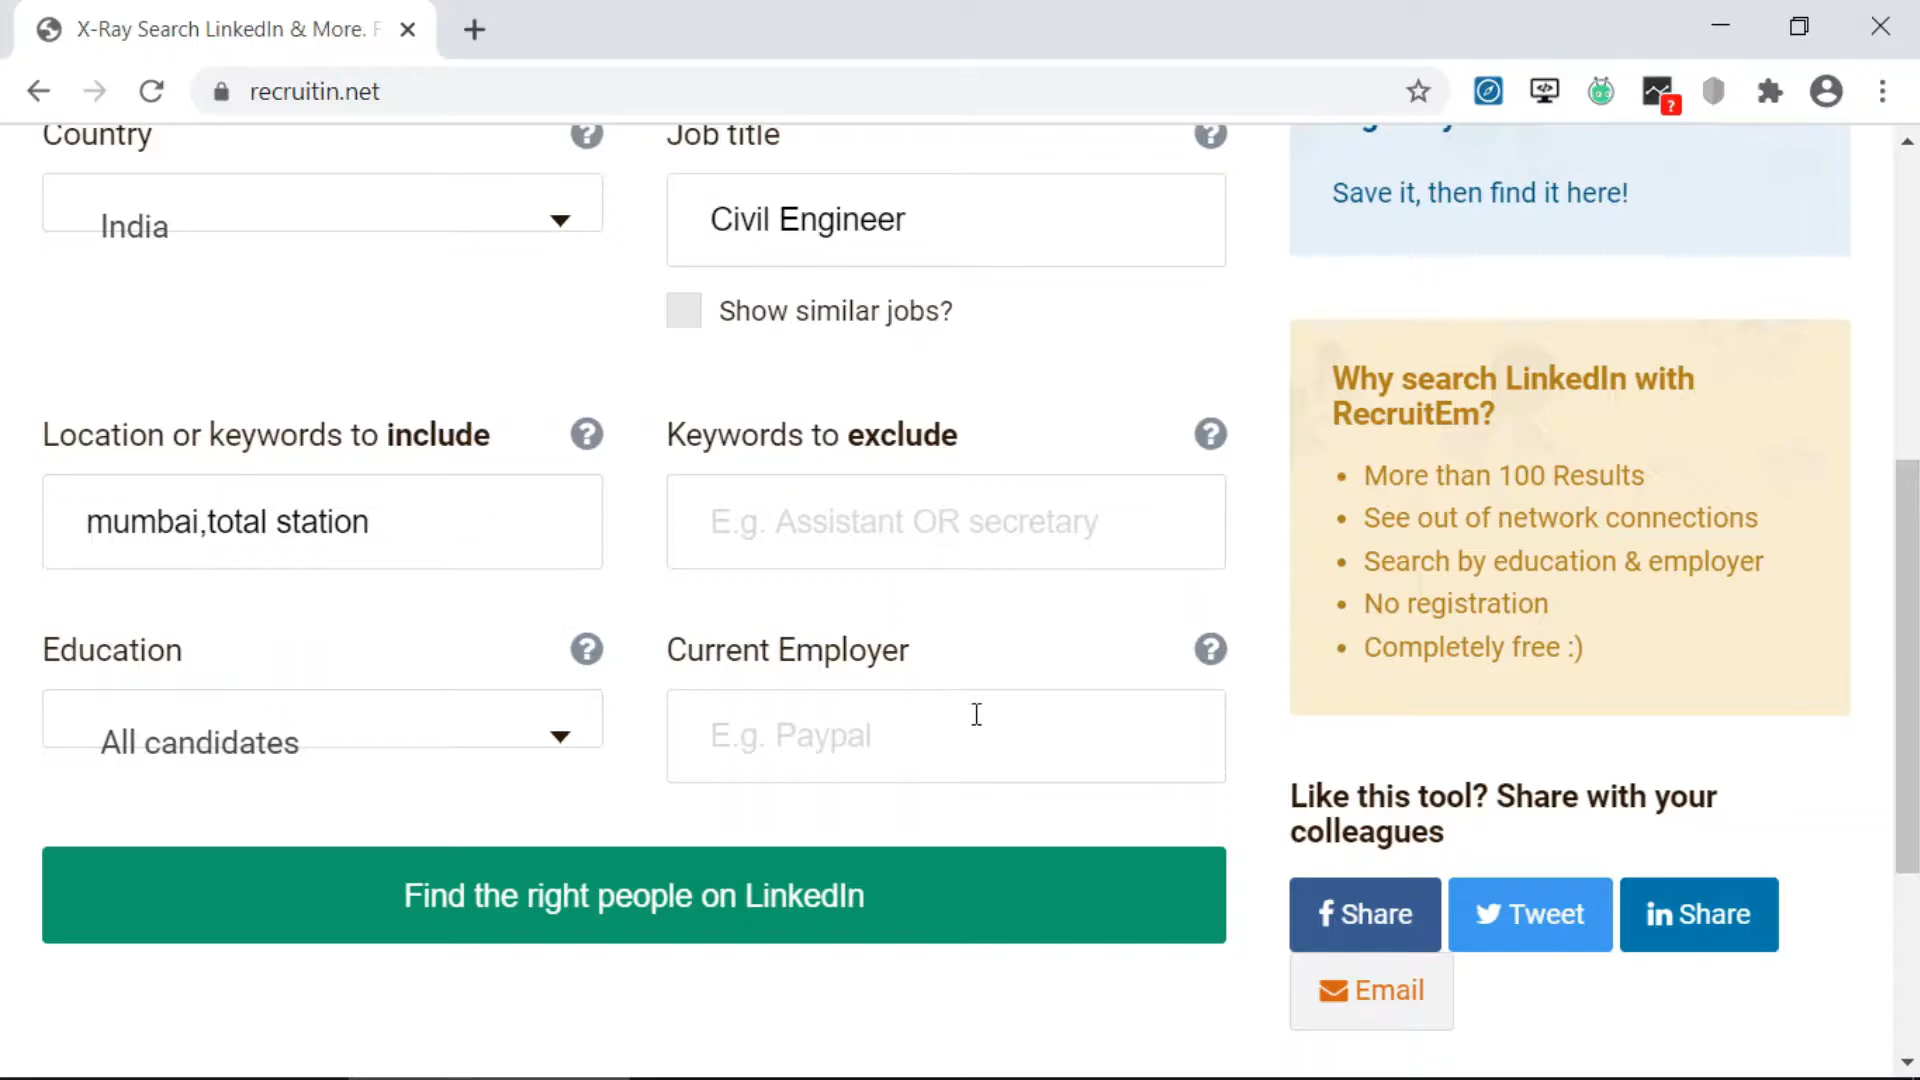 X-Ray Search LinkedIn & More. F
recruitin.net
?
Country
Job title
India
Civil Engineer
Show similar jobs?
Location or keywords to include
Keywords to exclude
mumbai,total station
E.g. Assistant OR secretary
Education
Current Employer
All candidates
E.g. Paypal
Find the right people on LinkedIn
Save it, then find it here!
Why search LinkedIn with
RecruitEm?
• More than 100 Results
• See out of network connections
• Search by education & employer
• No registration
• Completely free :)
Like this tool? Share with your
colleagues
Share
Tweet
in Share
Email